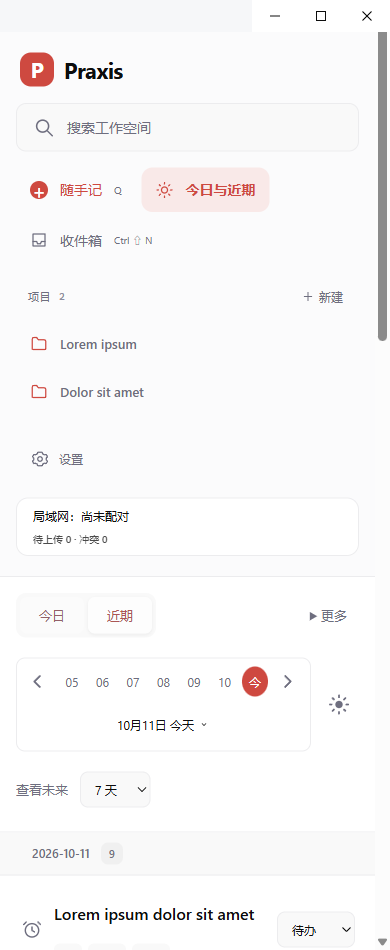 P Praxis
搜索工作空间
随手记 Q 今日与近期
收件箱 Ctrl ⇧ N
项目 2 + 新建
Lorem ipsum
Dolor sit amet
设置
局域网：尚未配对
待上传 0 · 冲突 0
今日 近期 ▶ 更多
05 06 07 08 09 10 今
10月11日 今天
查看未来 7 天
2026-10-11 9
Lorem ipsum dolor sit amet
待办